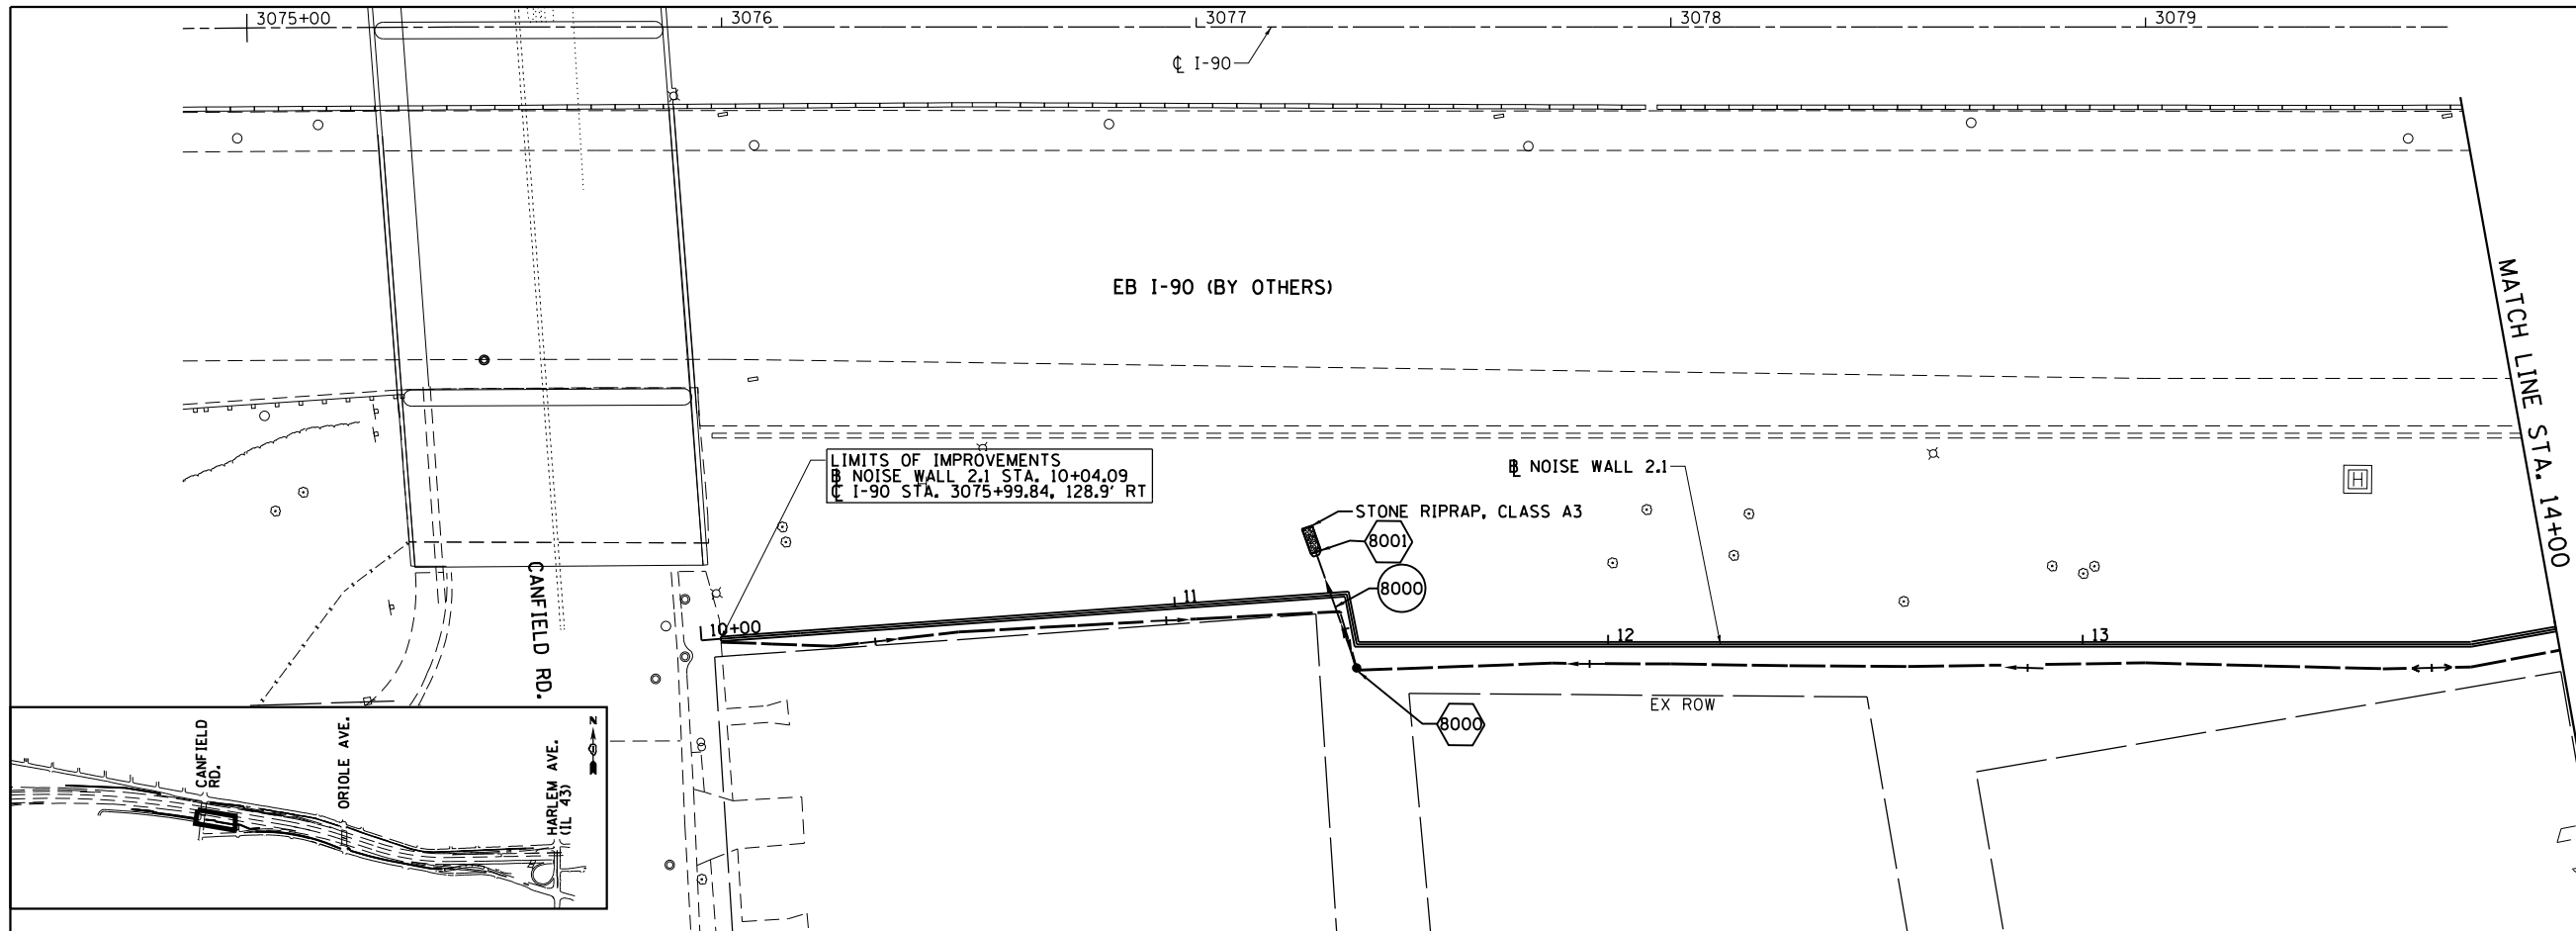 3075+00
3076
3077
3078
3079
℄ I-90
EB I-90 (BY OTHERS)
MATCH LINE STA. 14+00
LIMITS OF IMPROVEMENTS
B NOISE WALL 2.1 STA. 10+04.09
℄ I-90 STA. 3075+99.84, 128.9' RT
B NOISE WALL 2.1
H
STONE RIPRAP, CLASS A3
8001
8000
CANFIELD RD.
10+00
11
12
13
8000
EX ROW
CANFIELD
RD.
ORIOLE AVE.
HARLEM AVE.
(IL 43)
N